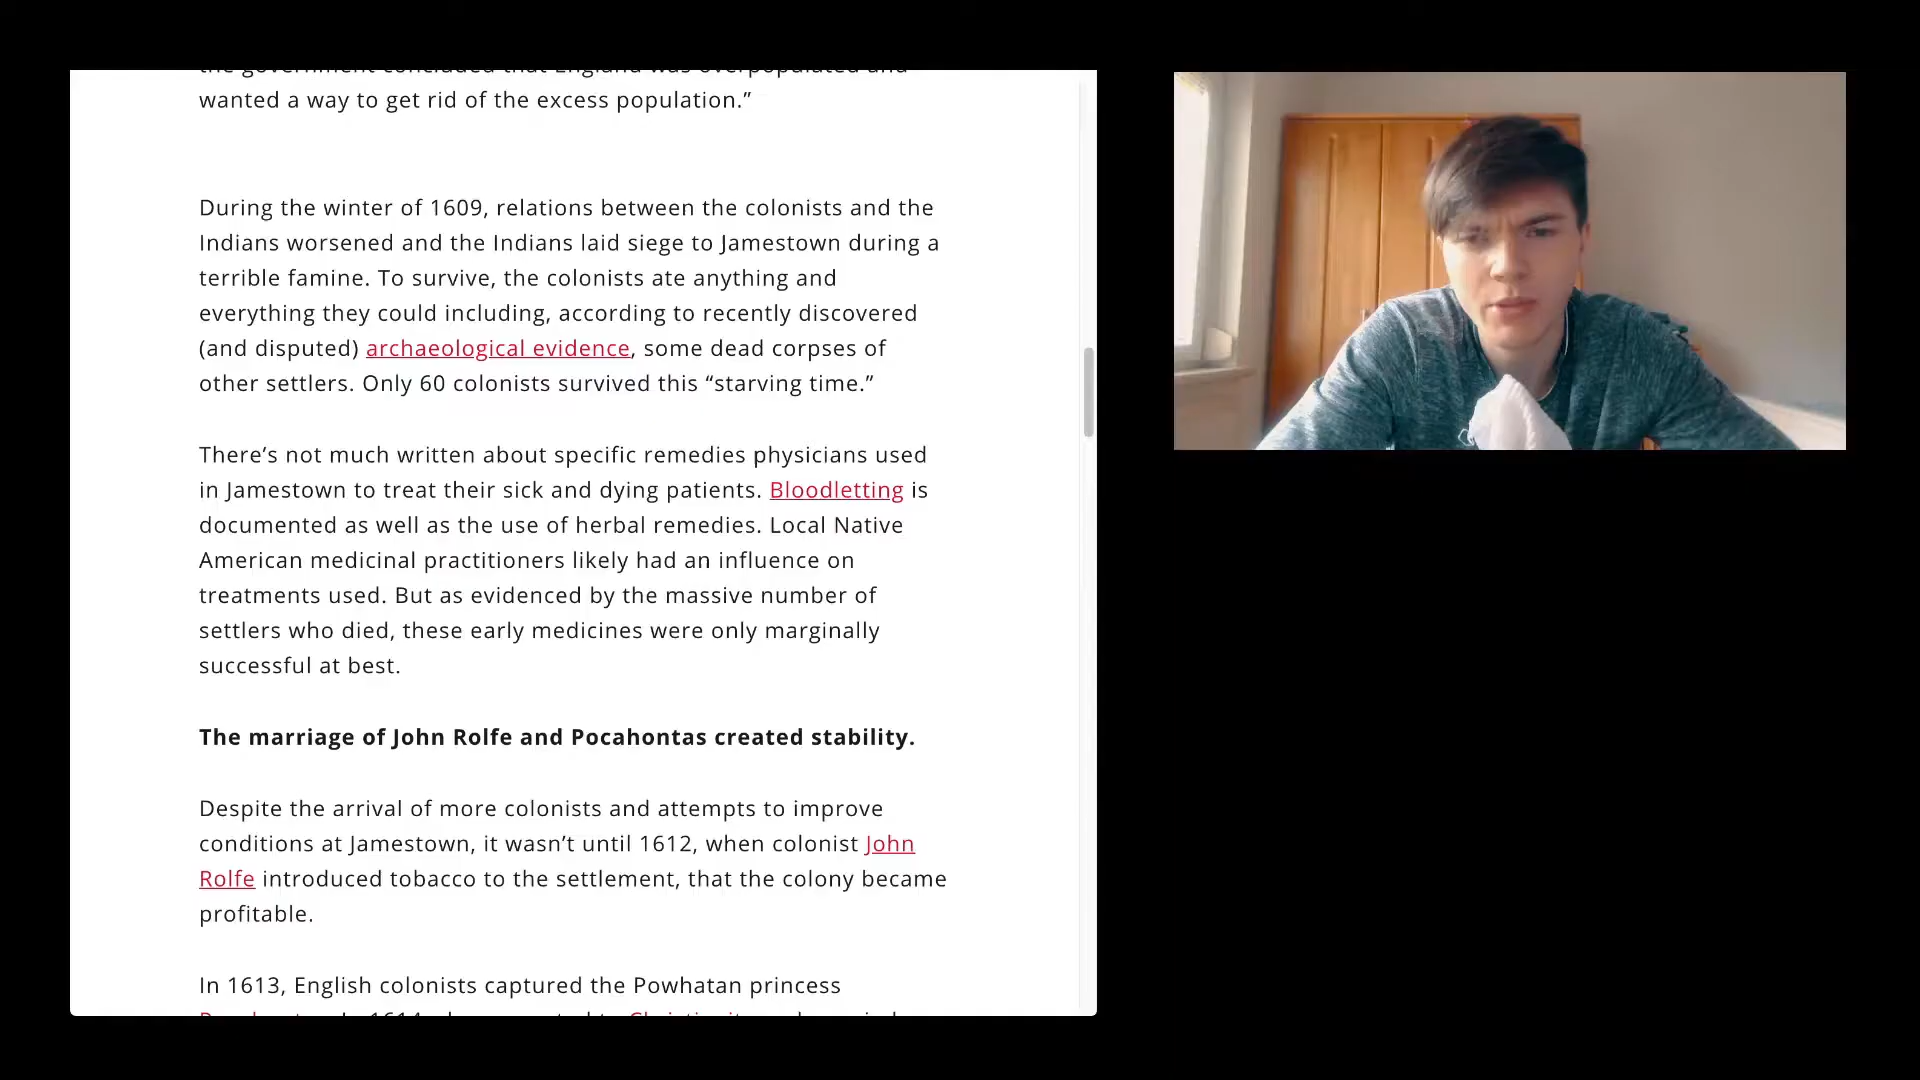 the government concluded that England was overpopulated and
wanted a way to get rid of the excess population.”
During the winter of 1609, relations between the colonists and the
Indians worsened and the Indians laid siege to Jamestown during a
terrible famine. To survive, the colonists ate anything and
everything they could including, according to recently discovered
(and disputed) archaeological evidence, some dead corpses of
other settlers. Only 60 colonists survived this “starving time.”
There’s not much written about specific remedies physicians used
in Jamestown to treat their sick and dying patients. Bloodletting is
documented as well as the use of herbal remedies. Local Native
American medicinal practitioners likely had an influence on
treatments used. But as evidenced by the massive number of
settlers who died, these early medicines were only marginally
successful at best.
The marriage of John Rolfe and Pocahontas created stability.
Despite the arrival of more colonists and attempts to improve
conditions at Jamestown, it wasn’t until 1612, when colonist John
Rolfe introduced tobacco to the settlement, that the colony became
profitable.
In 1613, English colonists captured the Powhatan princess